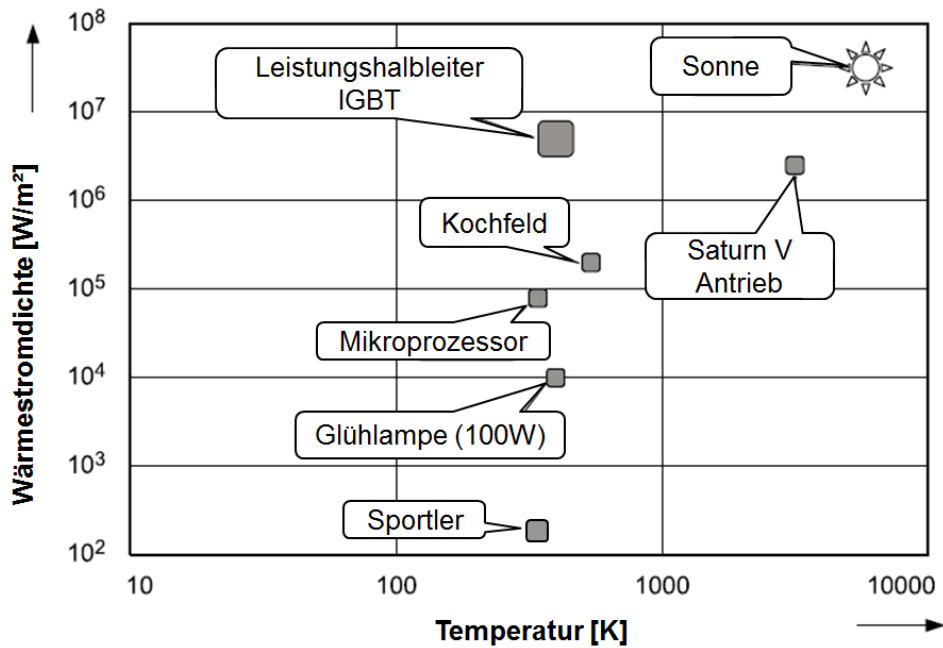 10⁸
Leistungshalbleiter
IGBT
Sonne
10⁷
10⁶
Kochfeld
Saturn V
Antrieb
10⁵
Mikroprozessor
10⁴
Glühlampe (100W)
10³
Sportler
10²
Wärmestromdichte [W/m²]
10 100 1000 10000
Temperatur [K]